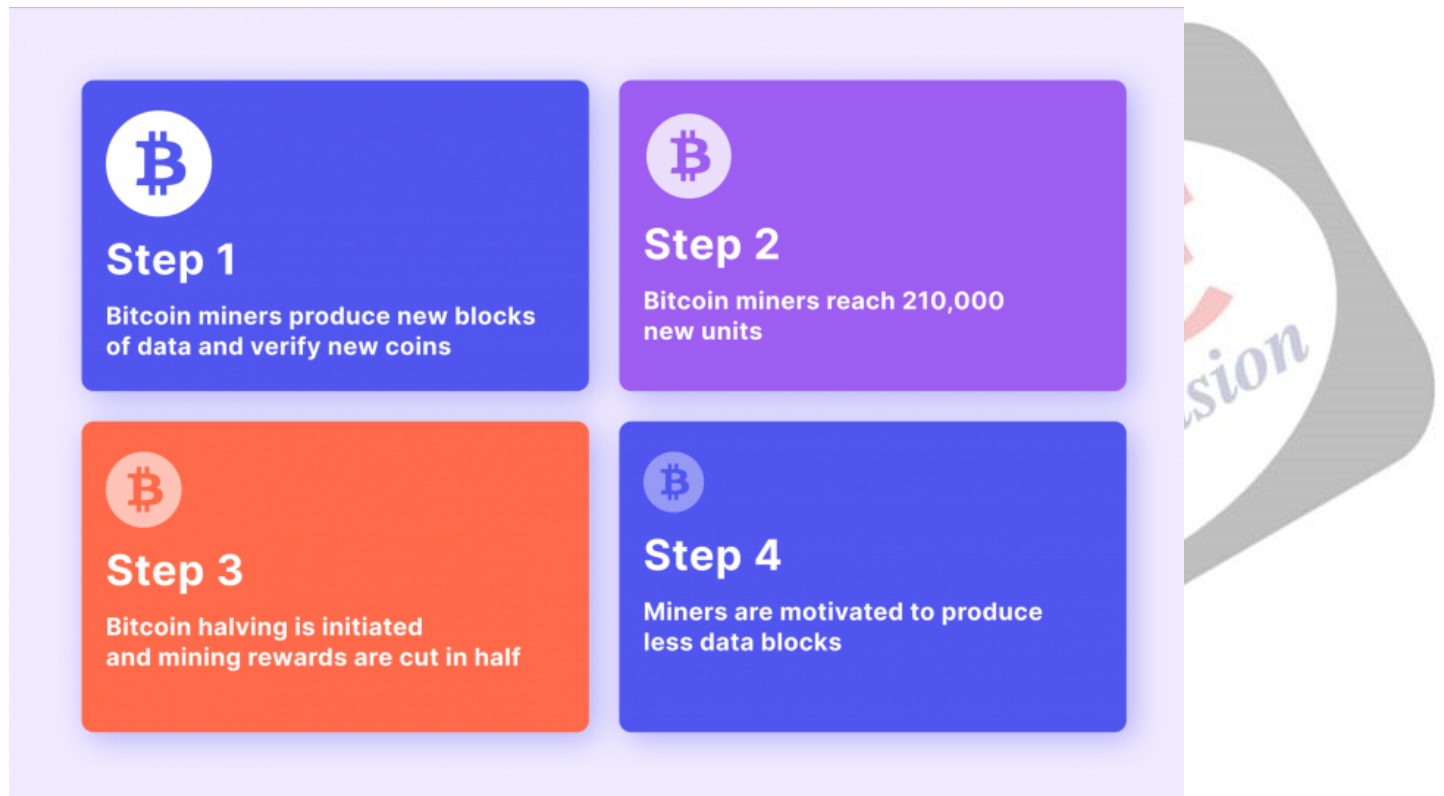 Step 1
Bitcoin miners produce new blocks
of data and verify new coins
Step 2
Bitcoin miners reach 210,000
new units
Step 3
Bitcoin halving is initiated
and mining rewards are cut in half
Step 4
Miners are motivated to produce
less data blocks